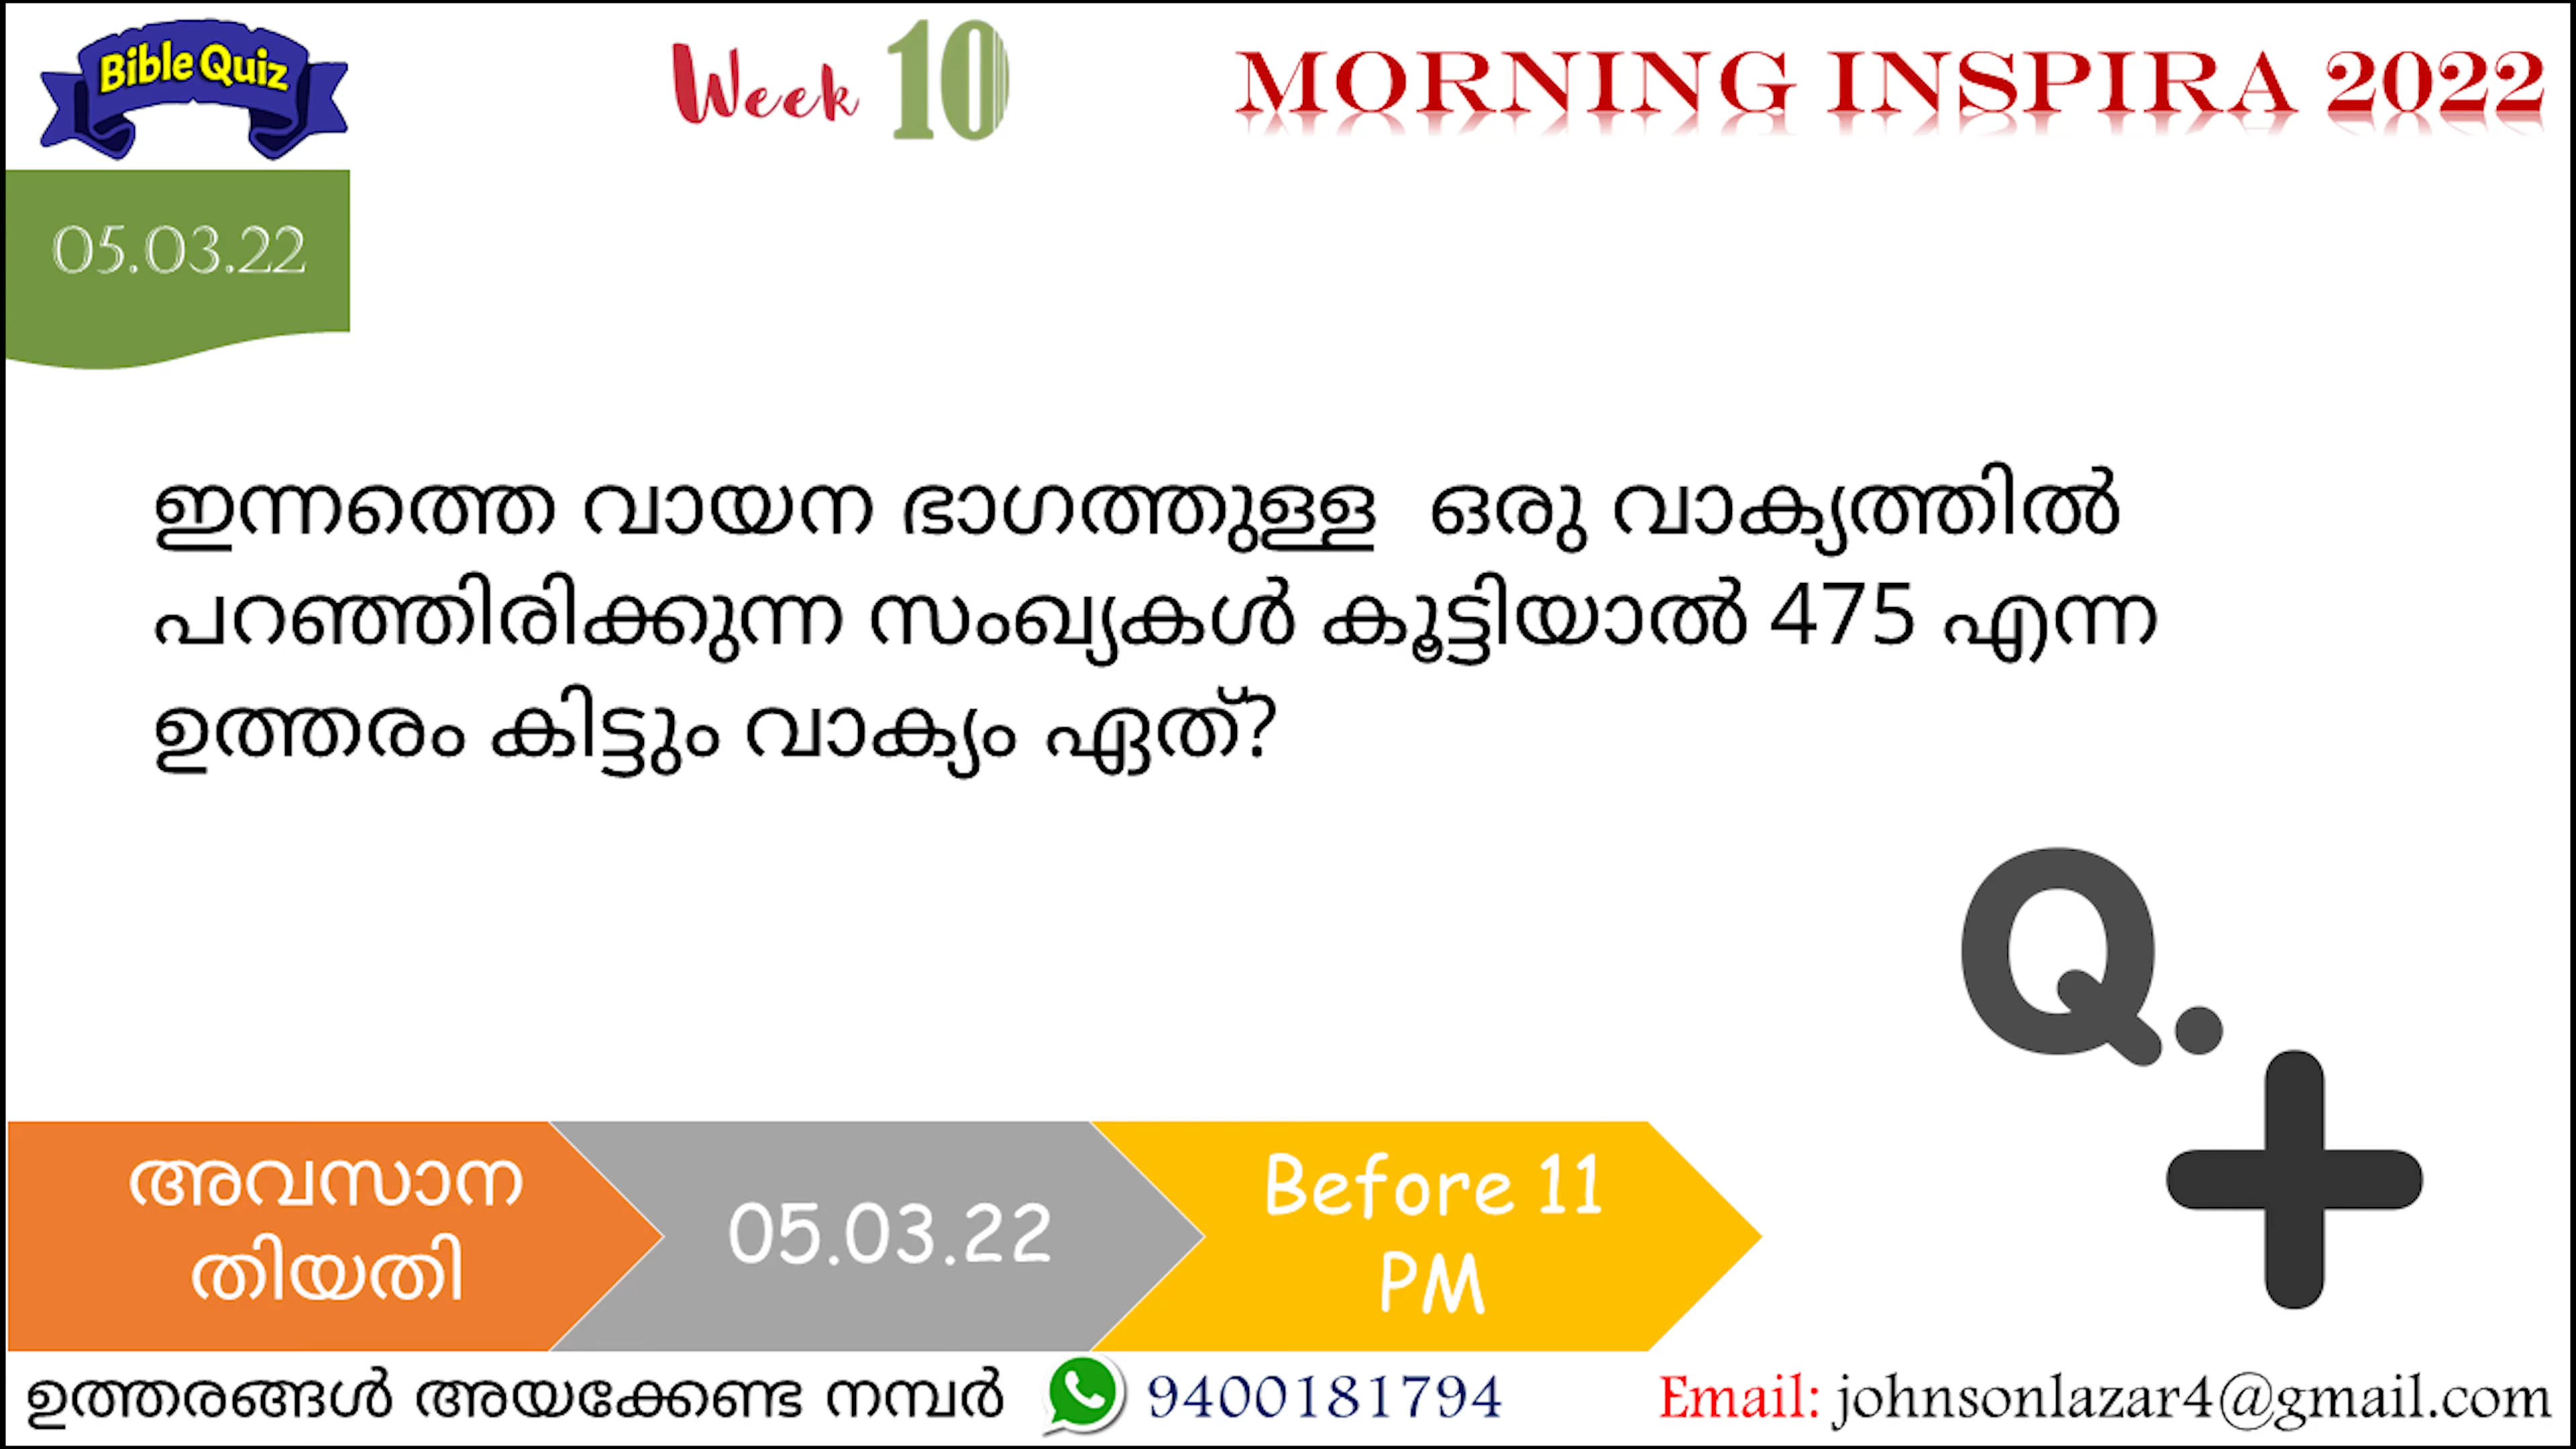 Bible Quiz
Week 10
MORNING INSPIRA 2022
05.03.22
ഇന്നത്തെ വായന ഭാഗത്തുള്ള ഒരു വാക്യത്തിൽ
പറഞ്ഞിരിക്കുന്ന സംഖ്യകൾ കൂട്ടിയാൽ 475 എന്ന
ഉത്തരം കിട്ടും വാക്യം ഏത്?
Q.
അവസാന
തിയതി
05.03.22
Before 11
PM
ഉത്തരങ്ങൾ അയക്കേണ്ട നമ്പർ 9400181794 Email: johnsonlazar4@gmail.com